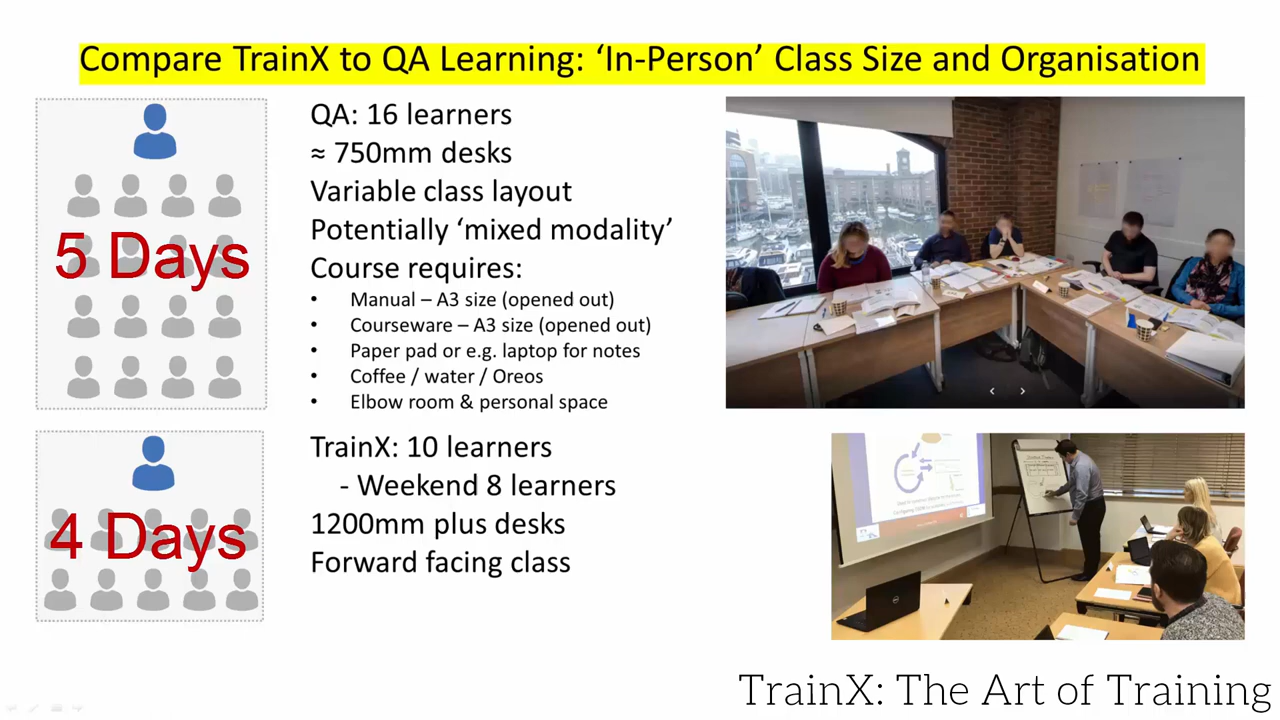 Compare TrainX to QA Learning: ‘In-Person’ Class Size and Organisation
5 Days
QA: 16 learners
≈ 750mm desks
Variable class layout
Potentially ‘mixed modality’
Course requires:
• Manual – A3 size (opened out)
• Courseware – A3 size (opened out)
• Paper pad or e.g. laptop for notes
• Coffee / water / Oreos
• Elbow room & personal space
4 Days
TrainX: 10 learners
- Weekend 8 learners
1200mm plus desks
Forward facing class
TrainX: The Art of Training